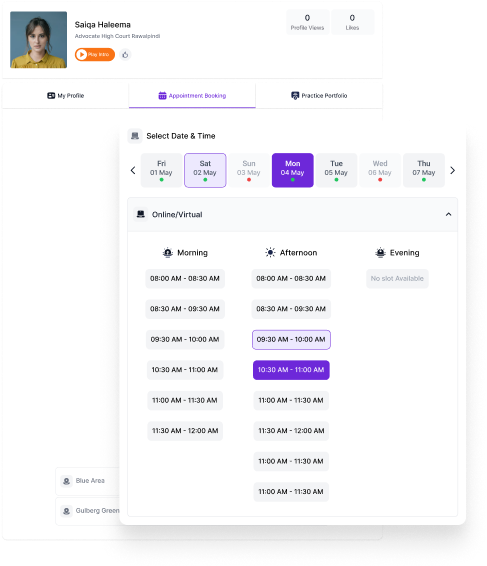 Saiqa Haleema
Advocate High Court Rawalpindi
Play Intro
0
Profile Views
0
Likes
My Profile
Appointment Booking
Practice Portfolio
Select Date & Time
Fri
01 May
Sat
02 May
Sun
03 May
Mon
04 May
Tue
05 May
Wed
06 May
Thu
07 May
Online/Virtual
Morning
Afternoon
Evening
08:00 AM - 08:30 AM
08:00 AM - 08:30 AM
No slot Available
08:30 AM - 09:30 AM
08:30 AM - 09:30 AM
09:30 AM - 10:00 AM
09:30 AM - 10:00 AM
10:30 AM - 11:00 AM
10:30 AM - 11:00 AM
11:00 AM - 11:30 AM
11:00 AM - 11:30 AM
11:30 AM - 12:00 AM
11:30 AM - 12:00 AM
11:00 AM - 11:30 AM
11:00 AM - 11:30 AM
Blue Area
Gulberg Green